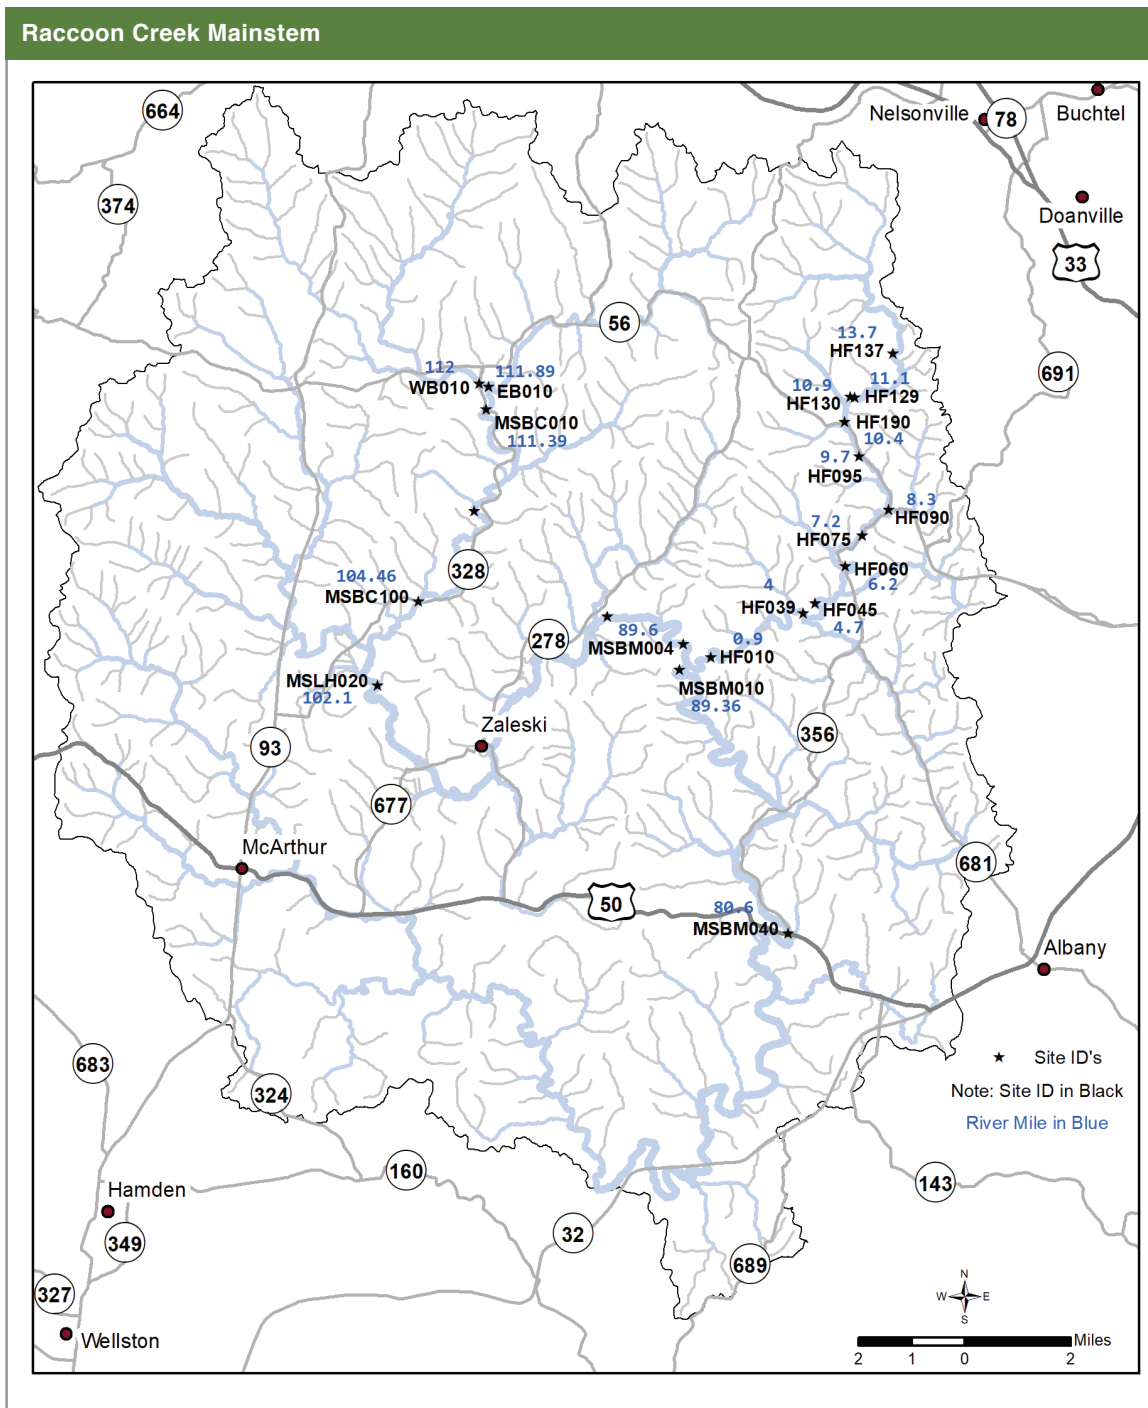 Raccoon Creek Mainstem
664
Nelsonville
78
Buchtel
374
Doanville
33
56
13.7
HF137
691
112
111.89
WB010
EB010
10.9
11.1
HF130
HF129
MSBC010
HF190
111.39
10.4
9.7
HF095
8.3
HF090
7.2
HF075
328
HF060
104.46
MSBC100
4
6.2
HF039
HF045
4.7
278
89.6
MSBM004
0.9
HF010
MSLH020
102.1
MSBM010
89.36
Zaleski
93
356
677
McArthur
681
50
80.6
MSBM040
Albany
Site ID's
683
Note: Site ID in Black
324
River Mile in Blue
160
143
Hamden
349
32
689
327
N
W E
S
Wellston
Miles
2 1 0 2